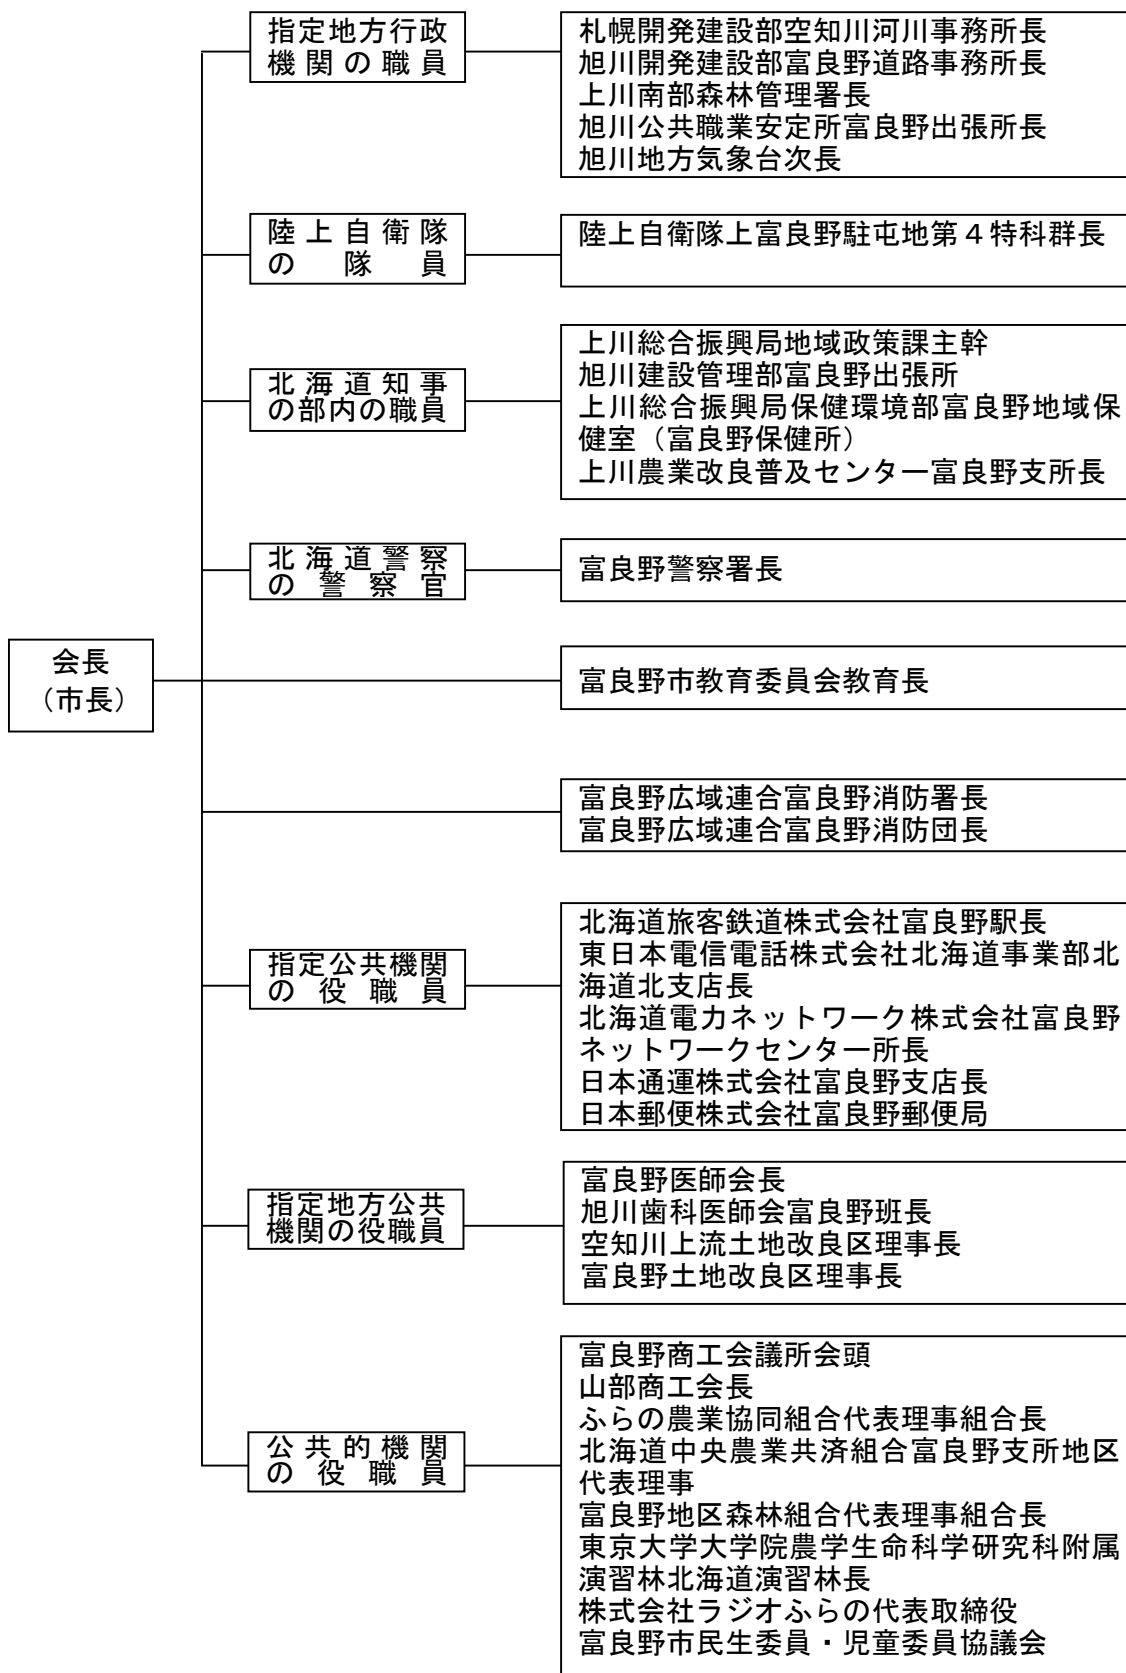 指定地方行政
機関の職員
札幌開発建設部空知川河川事務所長
旭川開発建設部富良野道路事務所長
上川南部森林管理署長
旭川公共職業安定所富良野出張所長
旭川地方気象台次長
陸上自衛隊
の隊員
陸上自衛隊上富良野駐屯地第４特科群長
北海道知事
の部内の職員
上川総合振興局地域政策課主幹
旭川建設管理部富良野出張所
上川総合振興局保健環境部富良野地域保
健室（富良野保健所）
上川農業改良普及センター富良野支所長
北海道警察
の警察官
富良野警察署長
会長
（市長）
富良野市教育委員会教育長
富良野広域連合富良野消防署長
富良野広域連合富良野消防団長
指定公共機関
の役職員
北海道旅客鉄道株式会社富良野駅長
東日本電信電話株式会社北海道事業部北
海道北支店長
北海道電力ネットワーク株式会社富良野
ネットワークセンター所長
日本通運株式会社富良野支店長
日本郵便株式会社富良野郵便局
指定地方公共
機関の役職員
富良野医師会長
旭川歯科医師会富良野班長
空知川上流土地改良区理事長
富良野土地改良区理事長
公共的機関
の役職員
富良野商工会議所会頭
山部商工会長
ふらの農業協同組合代表理事組合長
北海道中央農業共済組合富良野支所地区
代表理事
富良野地区森林組合代表理事組合長
東京大学大学院農学生命科学研究科附属
演習林北海道演習林長
株式会社ラジオふらの代表取締役
富良野市民生委員・児童委員協議会